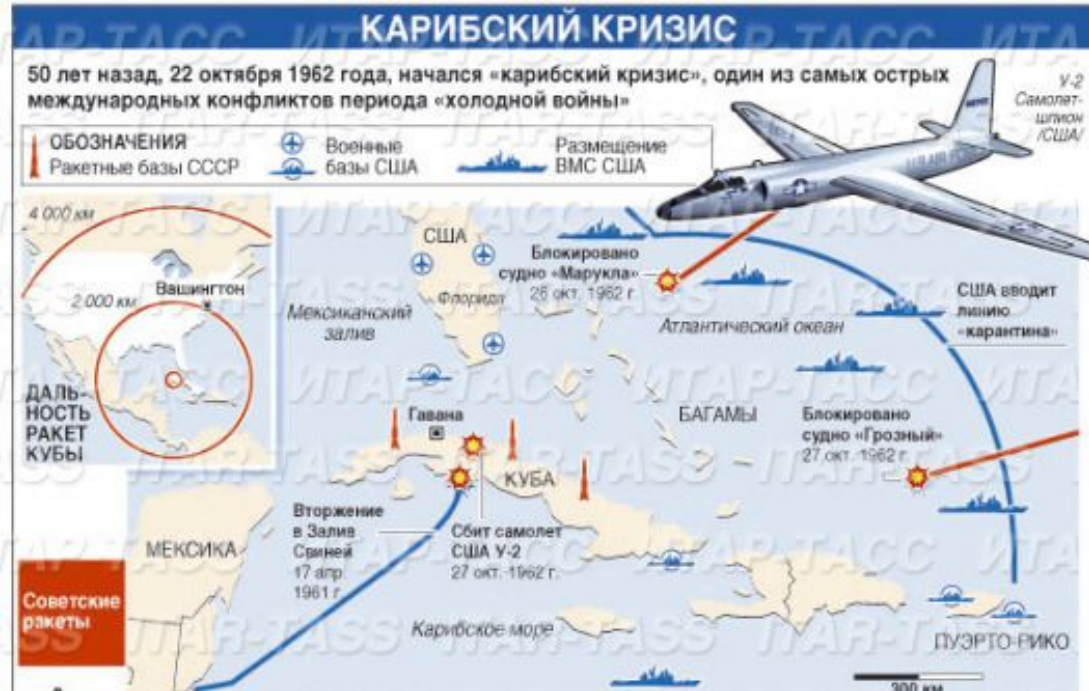 КАРИБСКИЙ КРИЗИС
50 лет назад, 22 октября 1962 года, начался «карибский кризис», один из самых острых
международных конфликтов периода «холодной войны»
У-2
Самолет-
шпион
/США/
ОБОЗНАЧЕНИЯ
Ракетные базы СССР
Военные
базы США
Размещение
ВМС США
4 000 км
2 000 км
Вашингтон
ДАЛЬ-
НОСТЬ
РАКЕТ
КУБЫ
США
Флорида
Мексиканский
залив
Блокировано
судно «Марукла»
26 окт. 1962 г.
Атлантический океан
США вводит
линию
«карантина»
БАГАМЫ
Блокировано
судно «Грозный»
27 окт. 1962 г.
Гавана
КУБА
Вторжение
в Залив
Свиней
17 апр.
1961 г.
Сбит самолет
США У-2
27 окт. 1962 г.
МЕКСИКА
Советские
ракеты
Карибское море
ПУЭРТО-РИКО
300 км
ИТАР-ТАСС ITAR-TASS